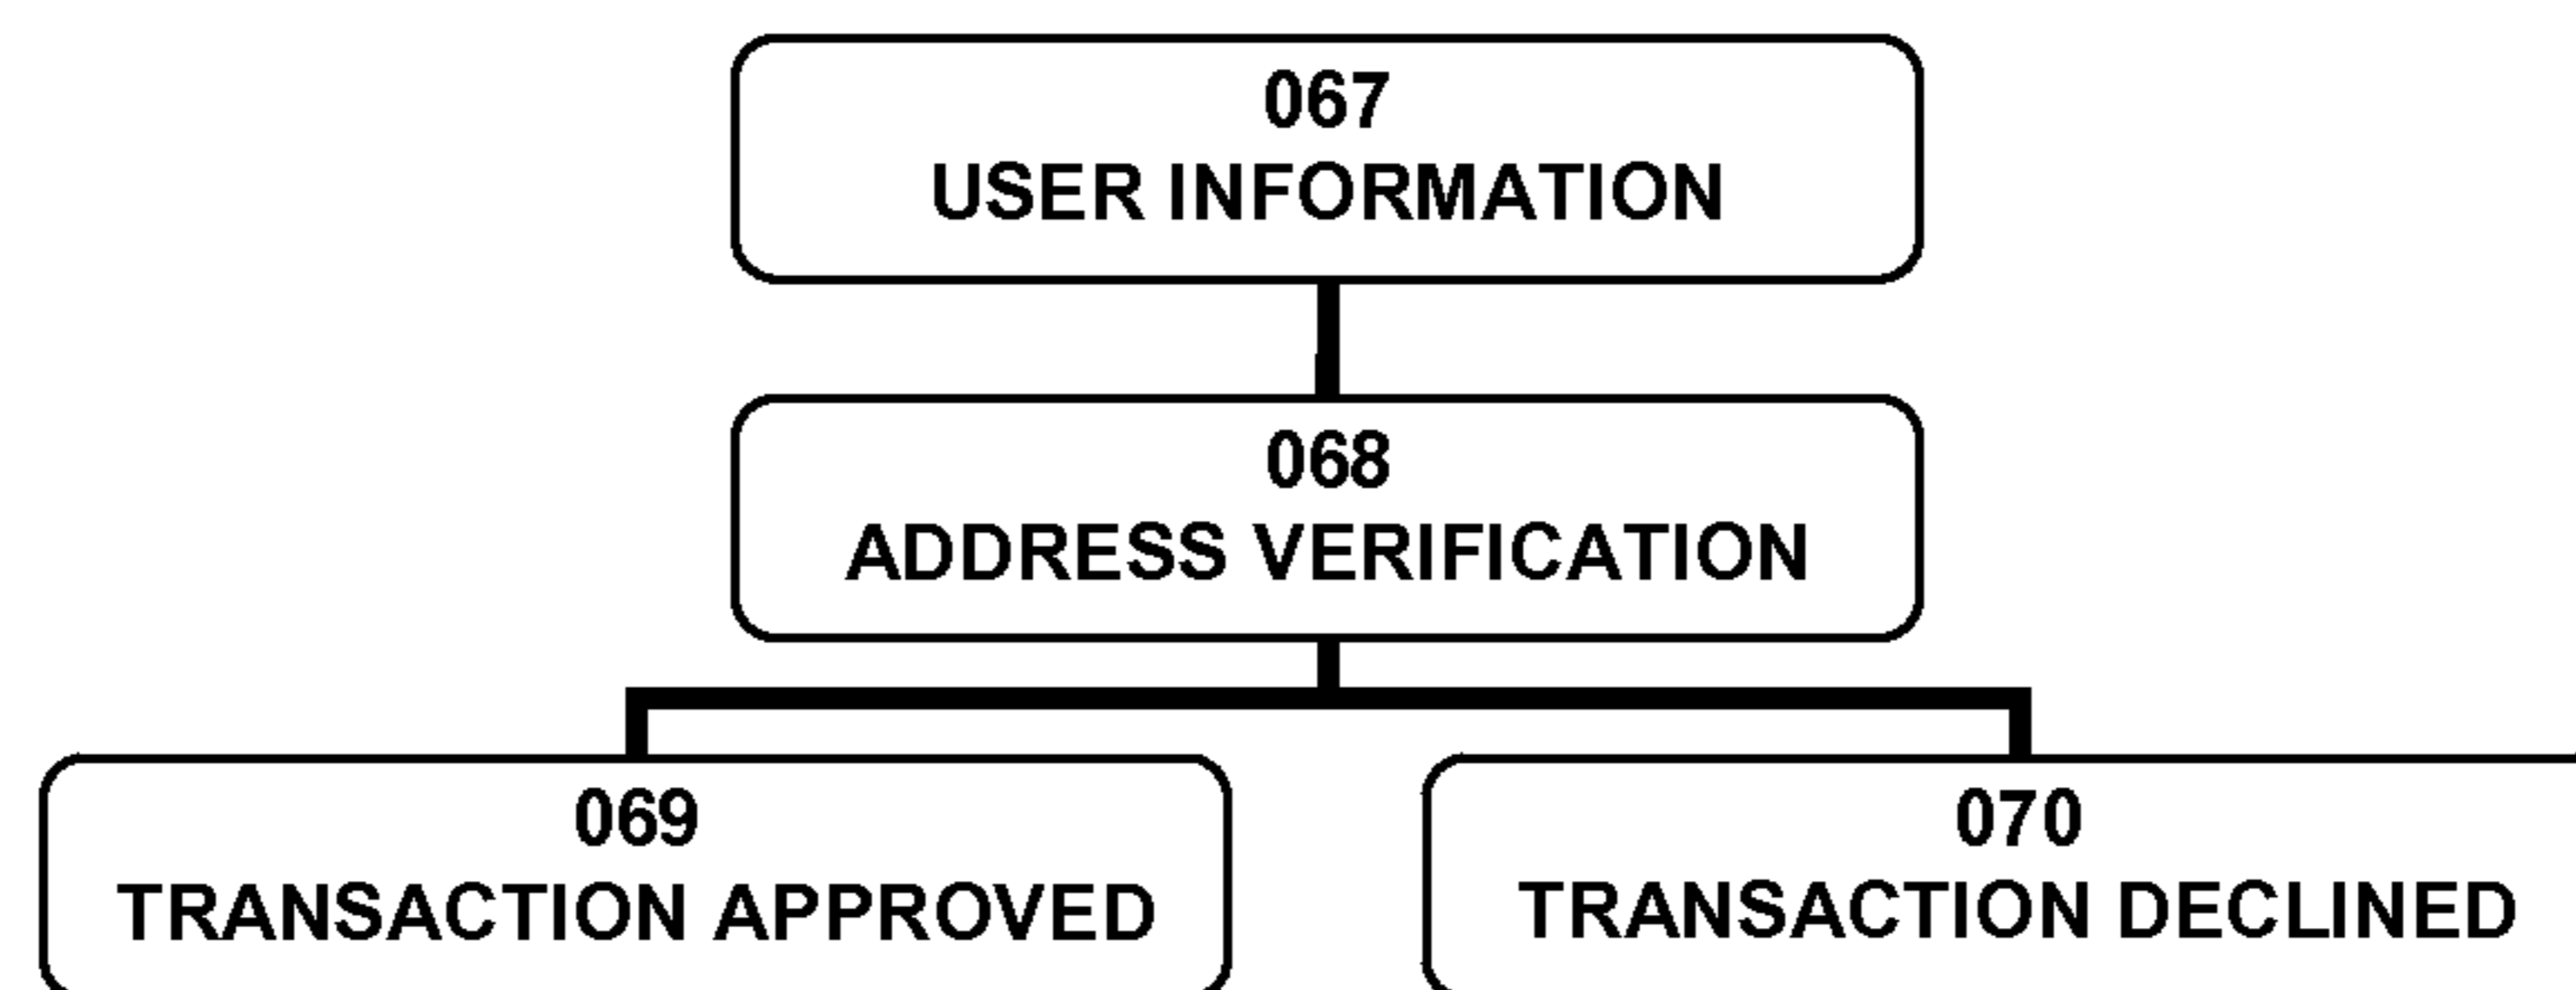 067
USER INFORMATION
068
ADDRESS VERIFICATION
069
TRANSACTION APPROVED
070
TRANSACTION DECLINED